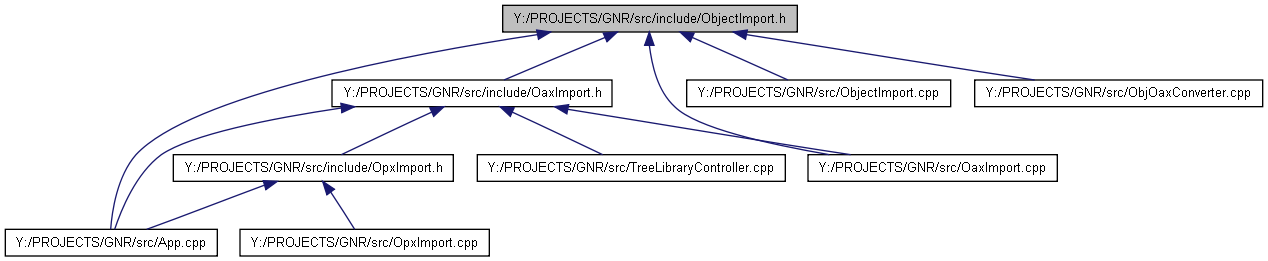 Y:/PROJECTS/GNR/src/include/ObjectImport.h
Y:/PROJECTS/GNR/src/include/OaxImport.h
Y:/PROJECTS/GNR/src/ObjectImport.cpp
Y:/PROJECTS/GNR/src/ObjOaxConverter.cpp
Y:/PROJECTS/GNR/src/include/OpxImport.h
Y:/PROJECTS/GNR/src/TreeLibraryController.cpp
Y:/PROJECTS/GNR/src/OaxImport.cpp
Y:/PROJECTS/GNR/src/App.cpp
Y:/PROJECTS/GNR/src/OpxImport.cpp